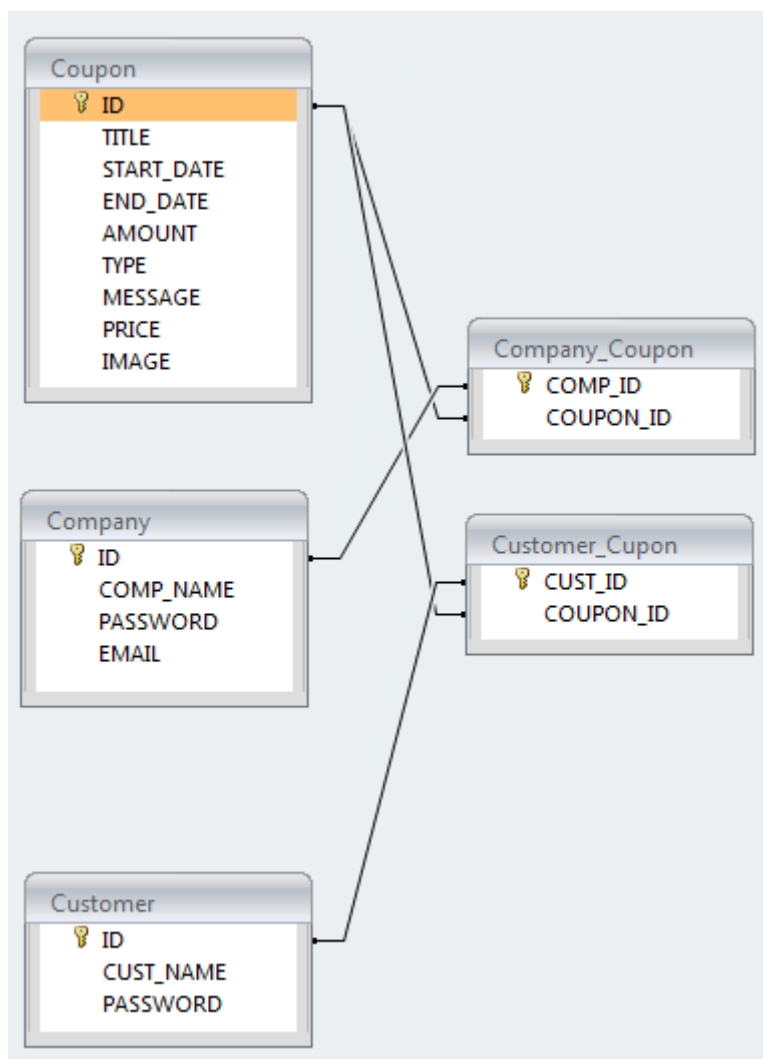 Coupon
ID
TITLE
START_DATE
END_DATE
AMOUNT
TYPE
MESSAGE
PRICE
IMAGE
Company_Coupon
COMP_ID
COUPON_ID
Company
ID
COMP_NAME
PASSWORD
EMAIL
Customer_Cupon
CUST_ID
COUPON_ID
Customer
ID
CUST_NAME
PASSWORD